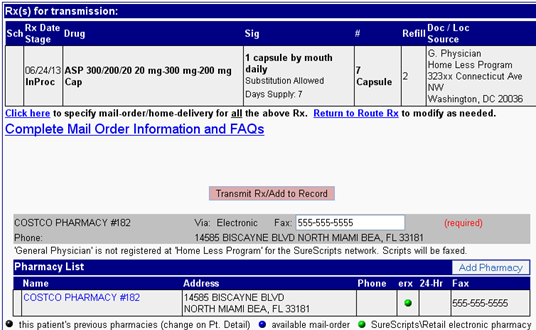 Rx(s) for transmission:
Sch Rx Date Stage Drug Sig # Refill Doc / Loc Source
06/24/13 InProc ASP 300/200/20 20 mg-300 mg-200 mg Cap 1 capsule by mouth daily Substitution Allowed Days Supply: 7 7 Capsule 2 G. Physician Home Less Program 323xx Connecticut Ave NW Washington, DC 20036
Click here to specify mail-order/home-delivery for all the above Rx. Return to Route Rx to modify as needed.
Complete Mail Order Information and FAQs
Transmit Rx/Add to Record
COSTCO PHARMACY #182 Via: Electronic Fax: 555-555-5555 (required)
Phone: 14585 BISCAYNE BLVD NORTH MIAMI BEA, FL 33181
'General Physician' is not registered at 'Home Less Program' for the SureScripts network. Scripts will be faxed.
Pharmacy List Add Pharmacy
Name Address Phone erx 24-Hr Fax
COSTCO PHARMACY #182 14585 BISCAYNE BLVD NORTH MIAMI BEA, FL 33181 555-555-5555
this patient's previous pharmacies (change on Pt. Detail) available mail-order SureScripts\Retail electronic pharmacy